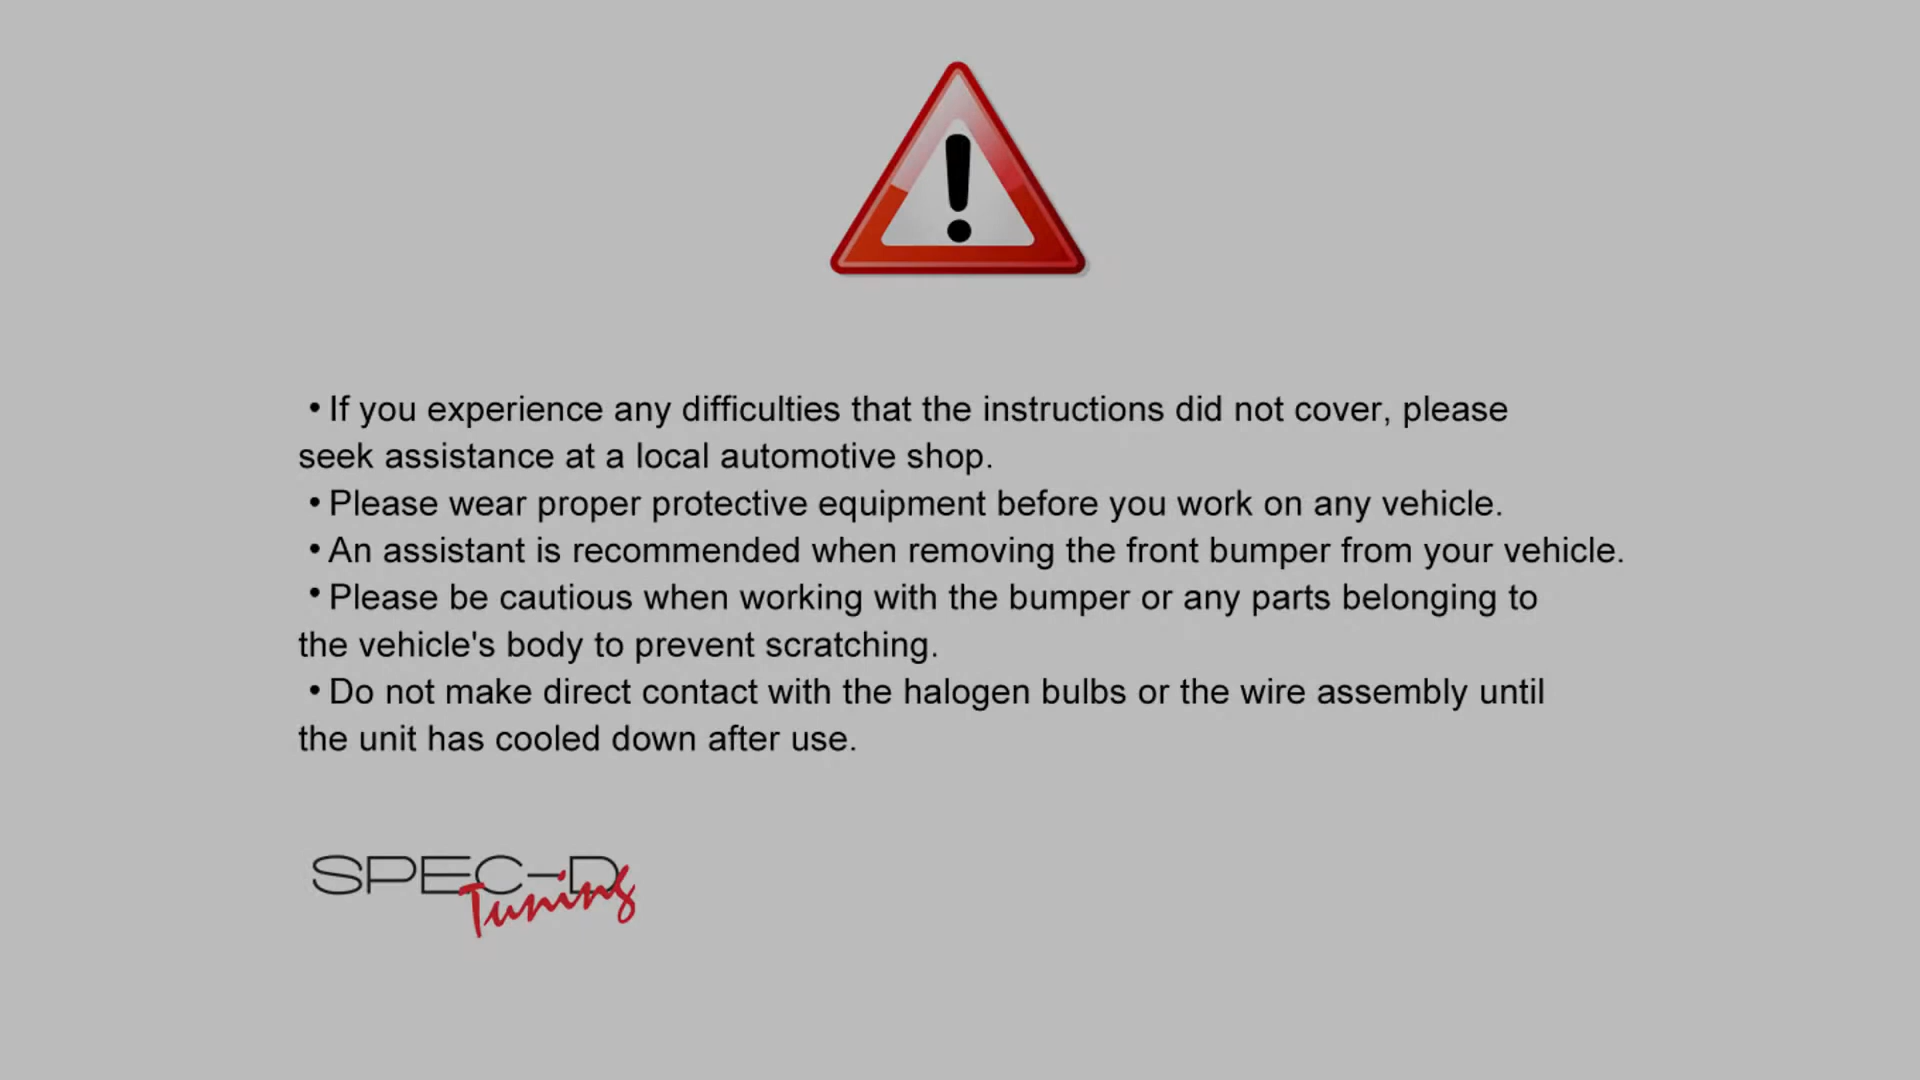 • If you experience any difficulties that the instructions did not cover, please
seek assistance at a local automotive shop.
• Please wear proper protective equipment before you work on any vehicle.
• An assistant is recommended when removing the front bumper from your vehicle.
• Please be cautious when working with the bumper or any parts belonging to
the vehicle's body to prevent scratching.
• Do not make direct contact with the halogen bulbs or the wire assembly until
the unit has cooled down after use.
SPEC-D
Tuning